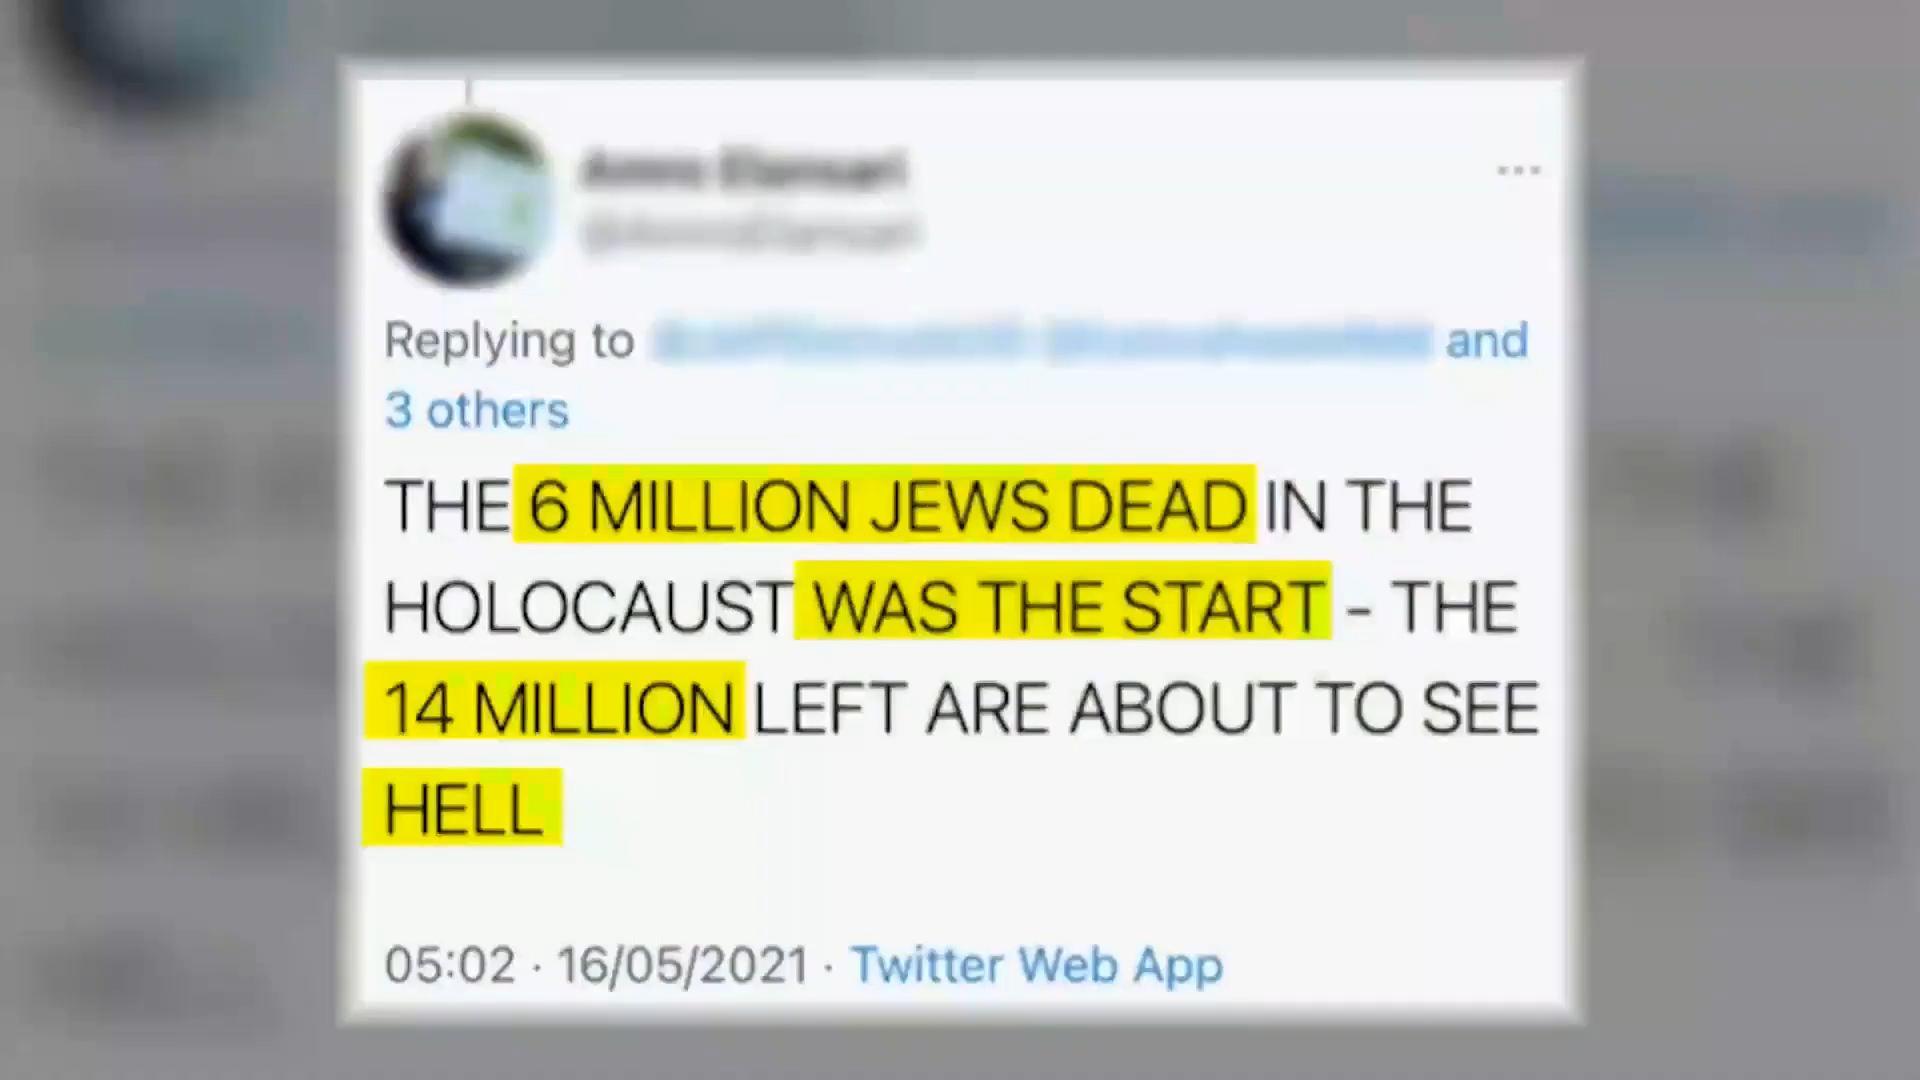 Replying to and
3 others
THE 6 MILLION JEWS DEAD IN THE
HOLOCAUST WAS THE START - THE
14 MILLION LEFT ARE ABOUT TO SEE
HELL
05:02 · 16/05/2021 · Twitter Web App